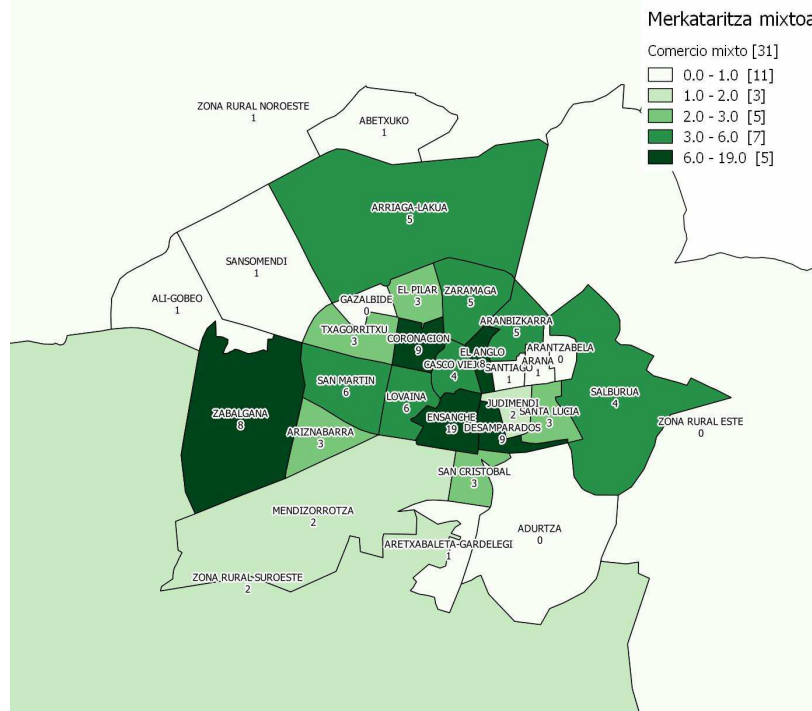 Merkataritza mixtoa
Comercio mixto [31]
0.0 - 1.0 [11]
1.0 - 2.0 [3]
2.0 - 3.0 [5]
3.0 - 6.0 [7]
6.0 - 19.0 [5]
ZONA RURAL NOROESTE
1
ABETXUKO
1
ARRIAGA-LAKUA
5
SANSOMENDI
1
ALI-GOBEO
1
GAZALBIDE
0
EL PILAR
3
ZARAMAGA
5
TXAGORRITXU
3
CORONACION
9
ARANBIZKARRA
5
EL ANGLO
8
ARANTZABELA
0
ARANA
1
CASCO VIEJO
4
SANTIAGO
1
SAN MARTIN
6
LOVAINA
6
SALBURUA
4
JUDIMENDI
2
SANTA LUCIA
3
ZABALGANA
8
ENSANCHE
19
DESAMPARADOS
9
ZONA RURAL ESTE
0
ARIZNABARRA
3
SAN CRISTOBAL
3
MENDIZORROTZA
2
ADURTZA
0
ARETXABALETA-GARDELEGI
1
ZONA RURAL SUROESTE
2